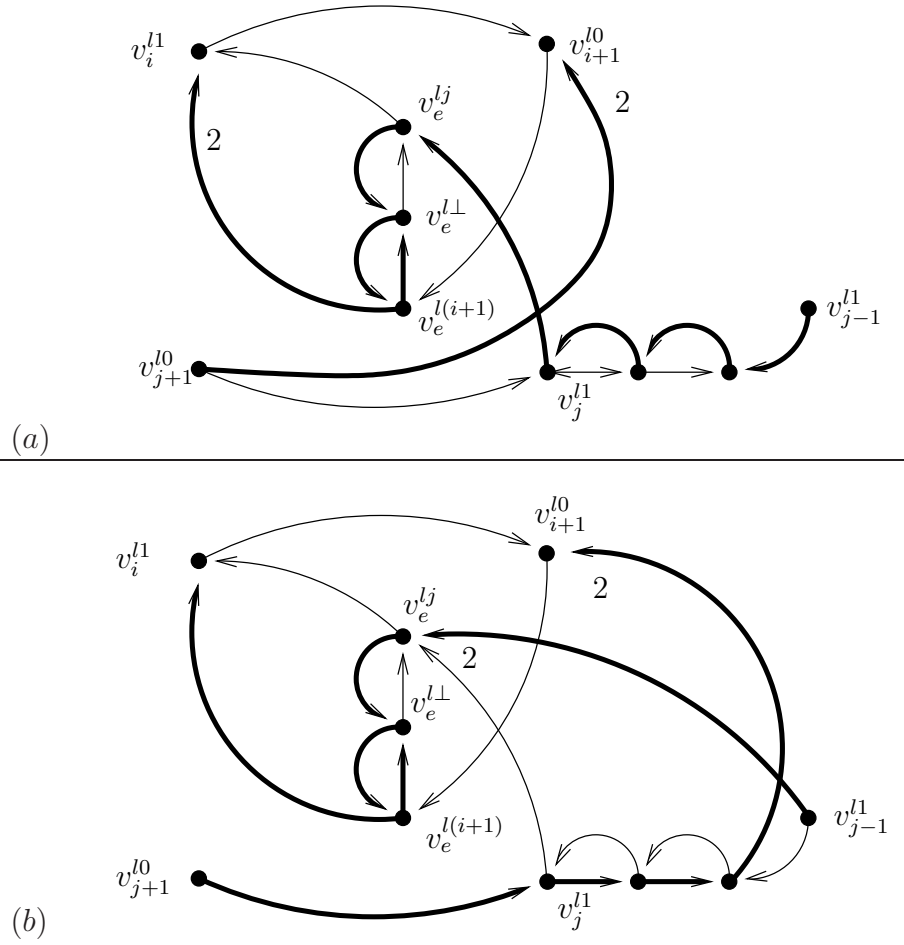 $v_i^{l1}$
$v_{i+1}^{l0}$
2
$v_e^{lj}$
2
$v_e^{l\perp}$
$v_e^{l(i+1)}$
$v_{j-1}^{l1}$
$v_{j+1}^{l0}$
$v_j^{l1}$
(a)
$v_{i+1}^{l0}$
$v_i^{l1}$
2
$v_e^{lj}$
2
$v_e^{l\perp}$
$v_e^{l(i+1)}$
$v_{j-1}^{l1}$
$v_{j+1}^{l0}$
$v_j^{l1}$
(b)